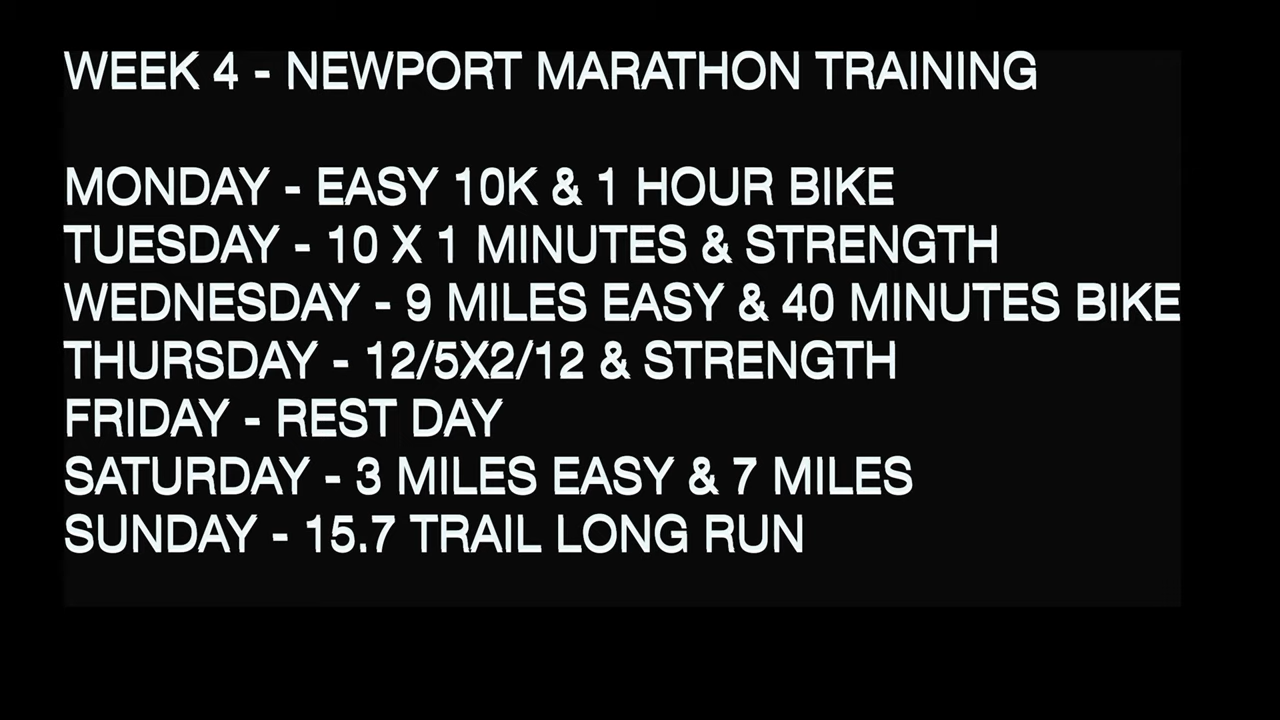 WEEK 4 - NEWPORT MARATHON TRAINING
MONDAY - EASY 10K & 1 HOUR BIKE
TUESDAY - 10 X 1 MINUTES & STRENGTH
WEDNESDAY - 9 MILES EASY & 40 MINUTES BIKE
THURSDAY - 12/5X2/12 & STRENGTH
FRIDAY - REST DAY
SATURDAY - 3 MILES EASY & 7 MILES
SUNDAY - 15.7 TRAIL LONG RUN